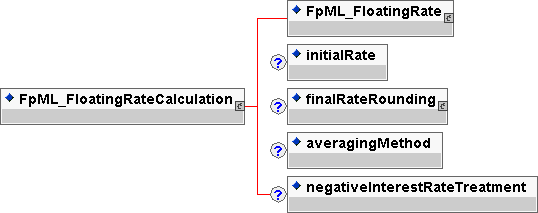 FpML_FloatingRate
initialRate
FpML_FloatingRateCalculation
finalRateRounding
averagingMethod
negativeInterestRateTreatment